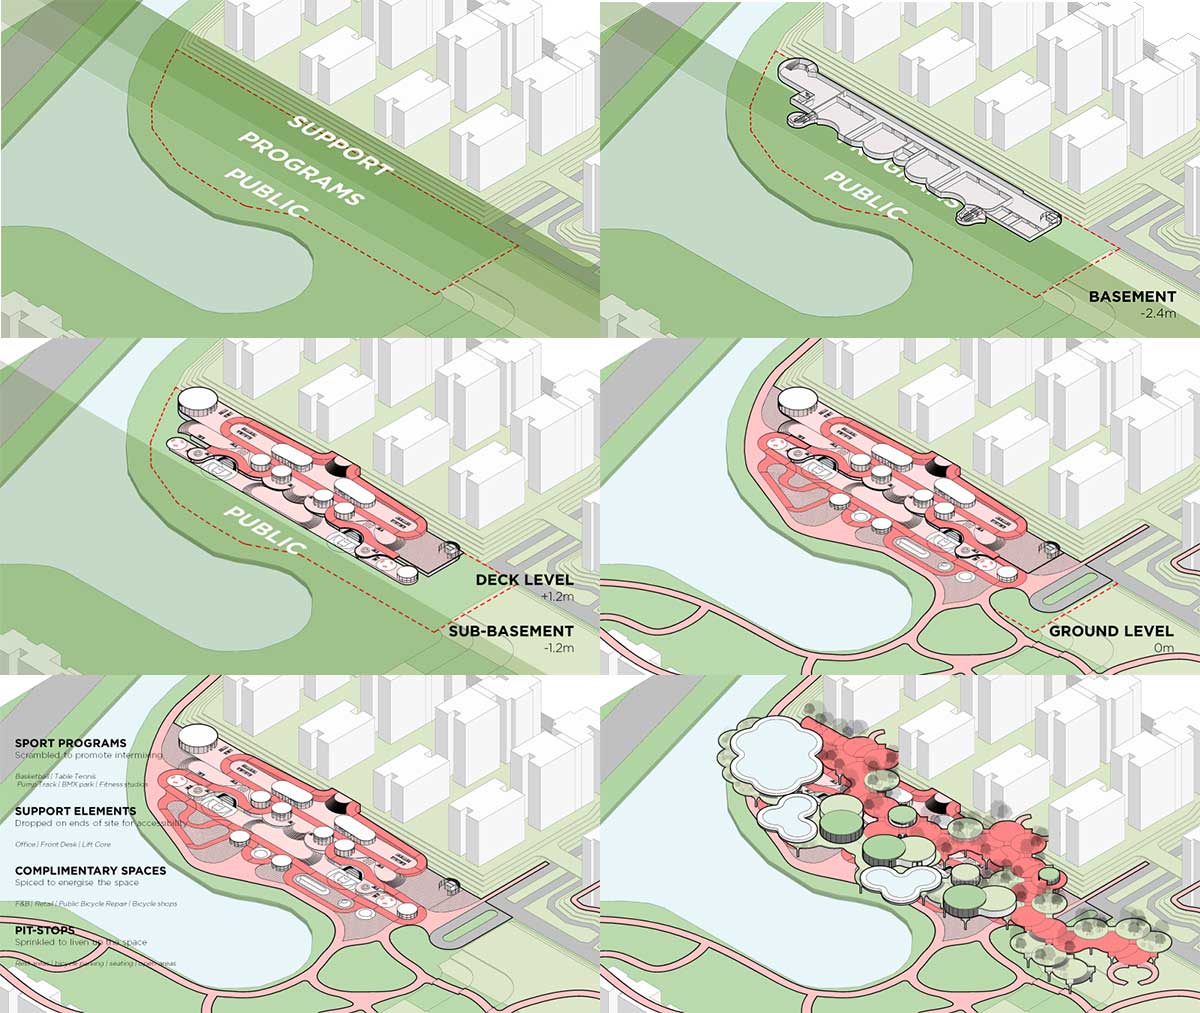 SUPPORT
PROGRAMS
PUBLIC
PROGRAMS
PUBLIC
BASEMENT
-2.4m
PUBLIC
DECK LEVEL
+1.2m
SUB-BASEMENT
-1.2m
GROUND LEVEL
0m
SPORT PROGRAMS
Scrambled to promote intermixing
Basketball | Table Tennis
Pump Track | BMX park | Fitness studios
SUPPORT ELEMENTS
Dropped on ends of site for accessibility
Office | Front Desk | Lift Core
COMPLIMENTARY SPACES
Spiced to energise the space
F&B | Retail | Public Bicycle Repair | Bicycle shops
PIT-STOPS
Sprinkled to liven up the space
bicycle parking | seating | areas